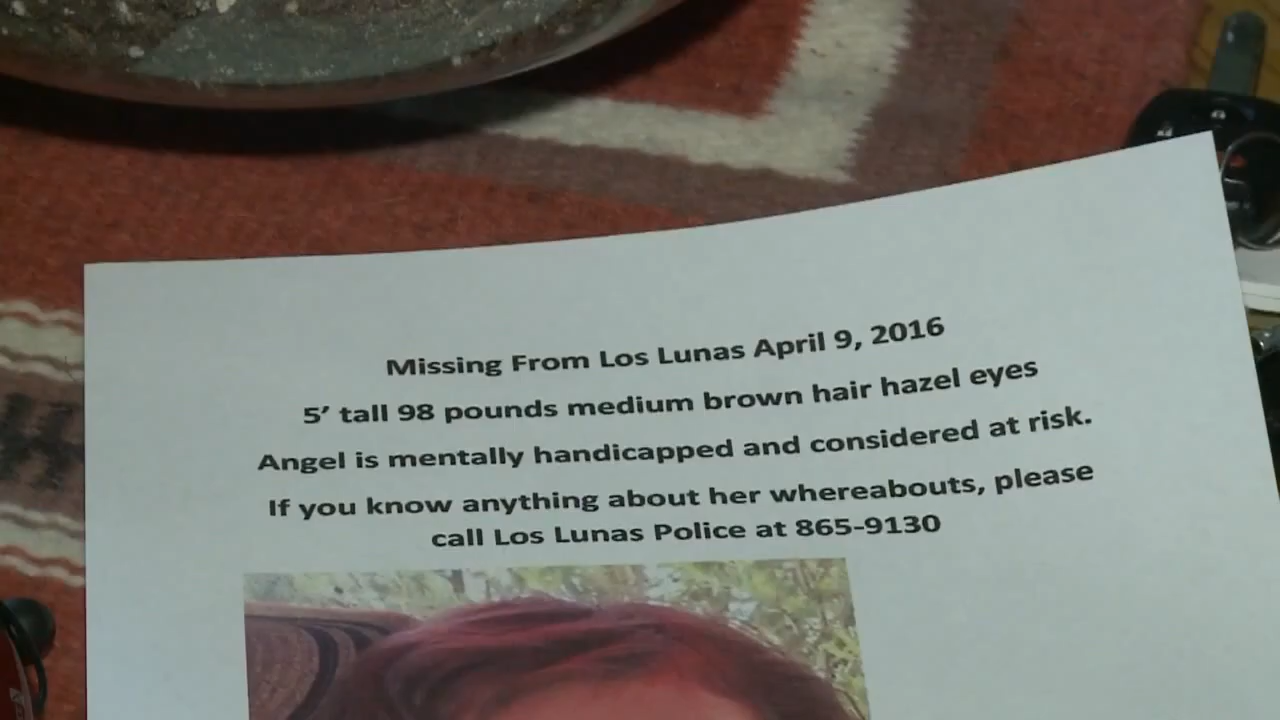 Missing From Los Lunas April 9, 2016
5' tall 98 pounds medium brown hair hazel eyes
Angel is mentally handicapped and considered at risk.
If you know anything about her whereabouts, please
call Los Lunas Police at 865-9130